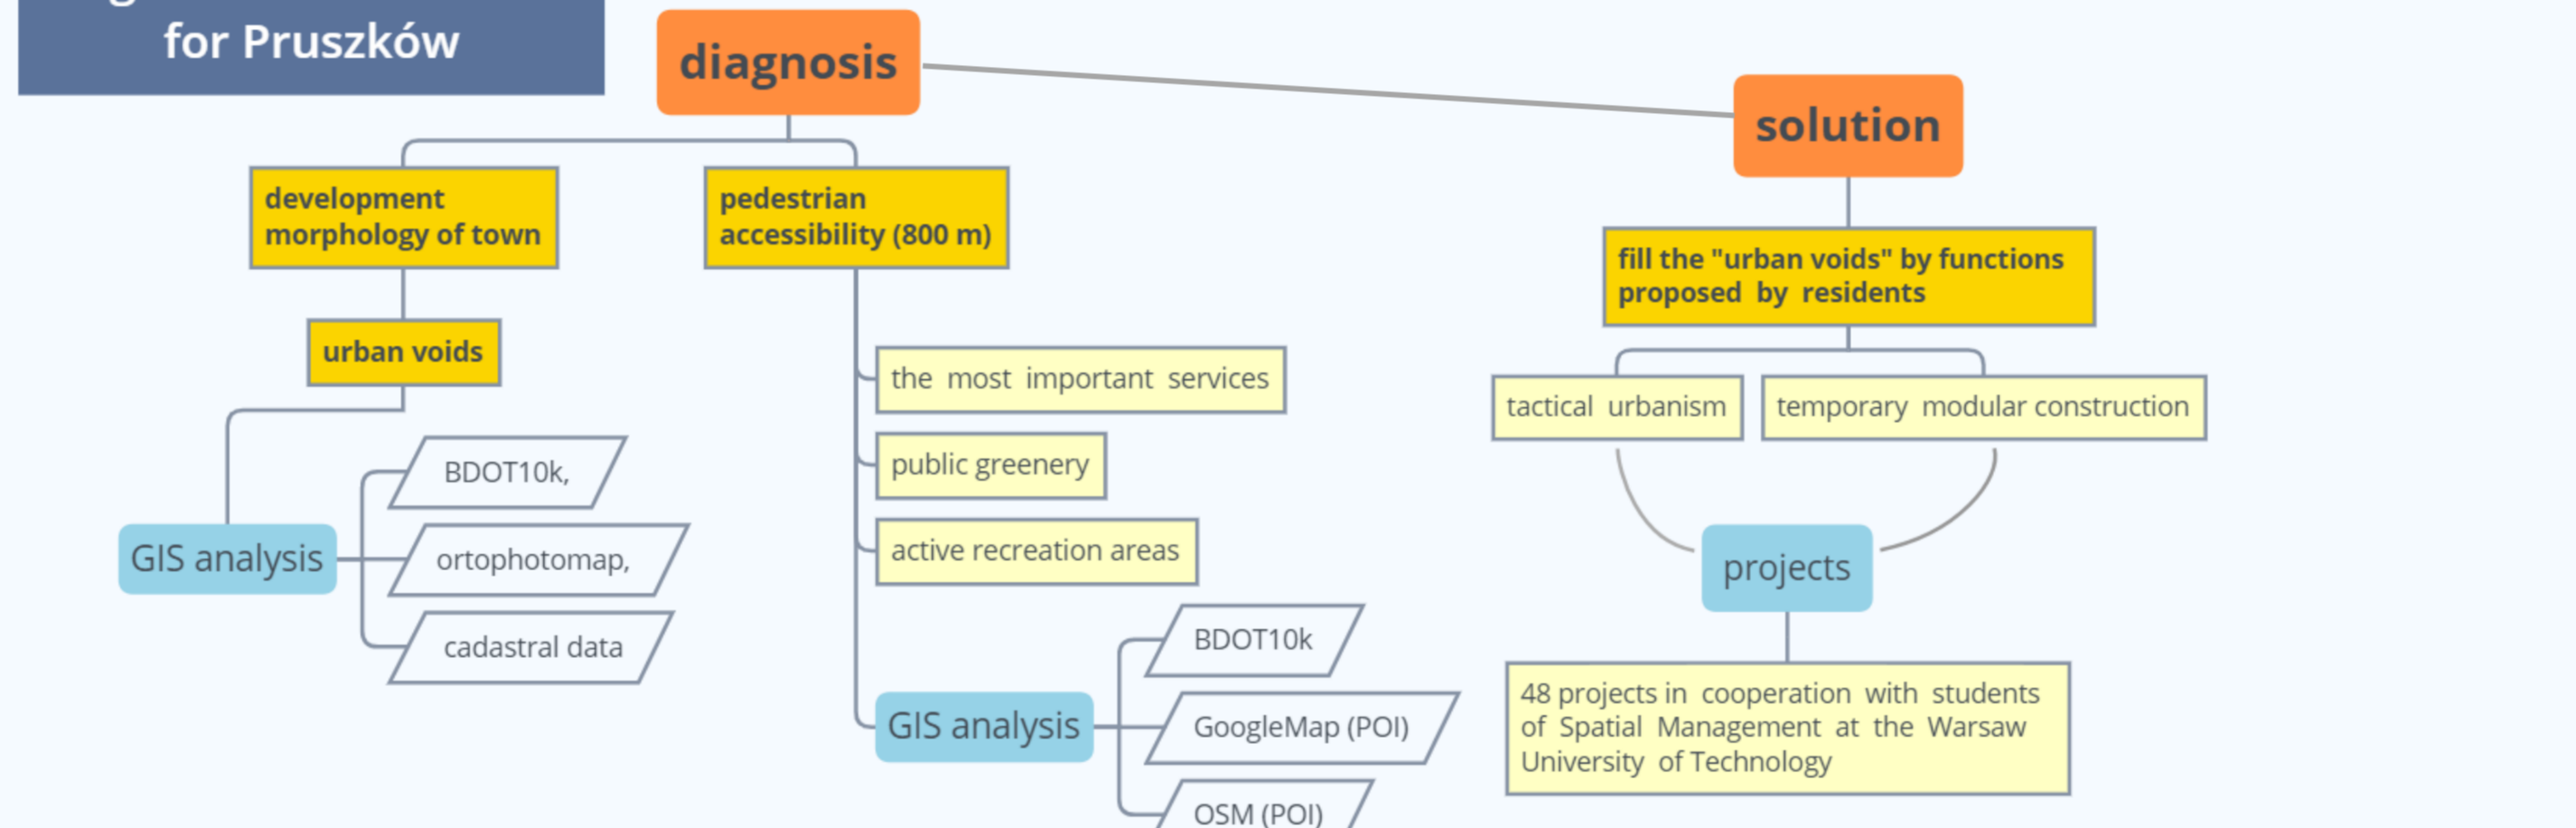 for Pruszków
diagnosis
solution
development
morphology of town
pedestrian
accessibility (800 m)
fill the "urban voids" by functions
proposed by residents
urban voids
the most important services
tactical urbanism
temporary modular construction
public greenery
BDOT10k,
active recreation areas
GIS analysis
ortophotomap,
projects
cadastral data
BDOT10k
GIS analysis
GoogleMap (POI)
OSM (POI)
48 projects in cooperation with students
of Spatial Management at the Warsaw
University of Technology